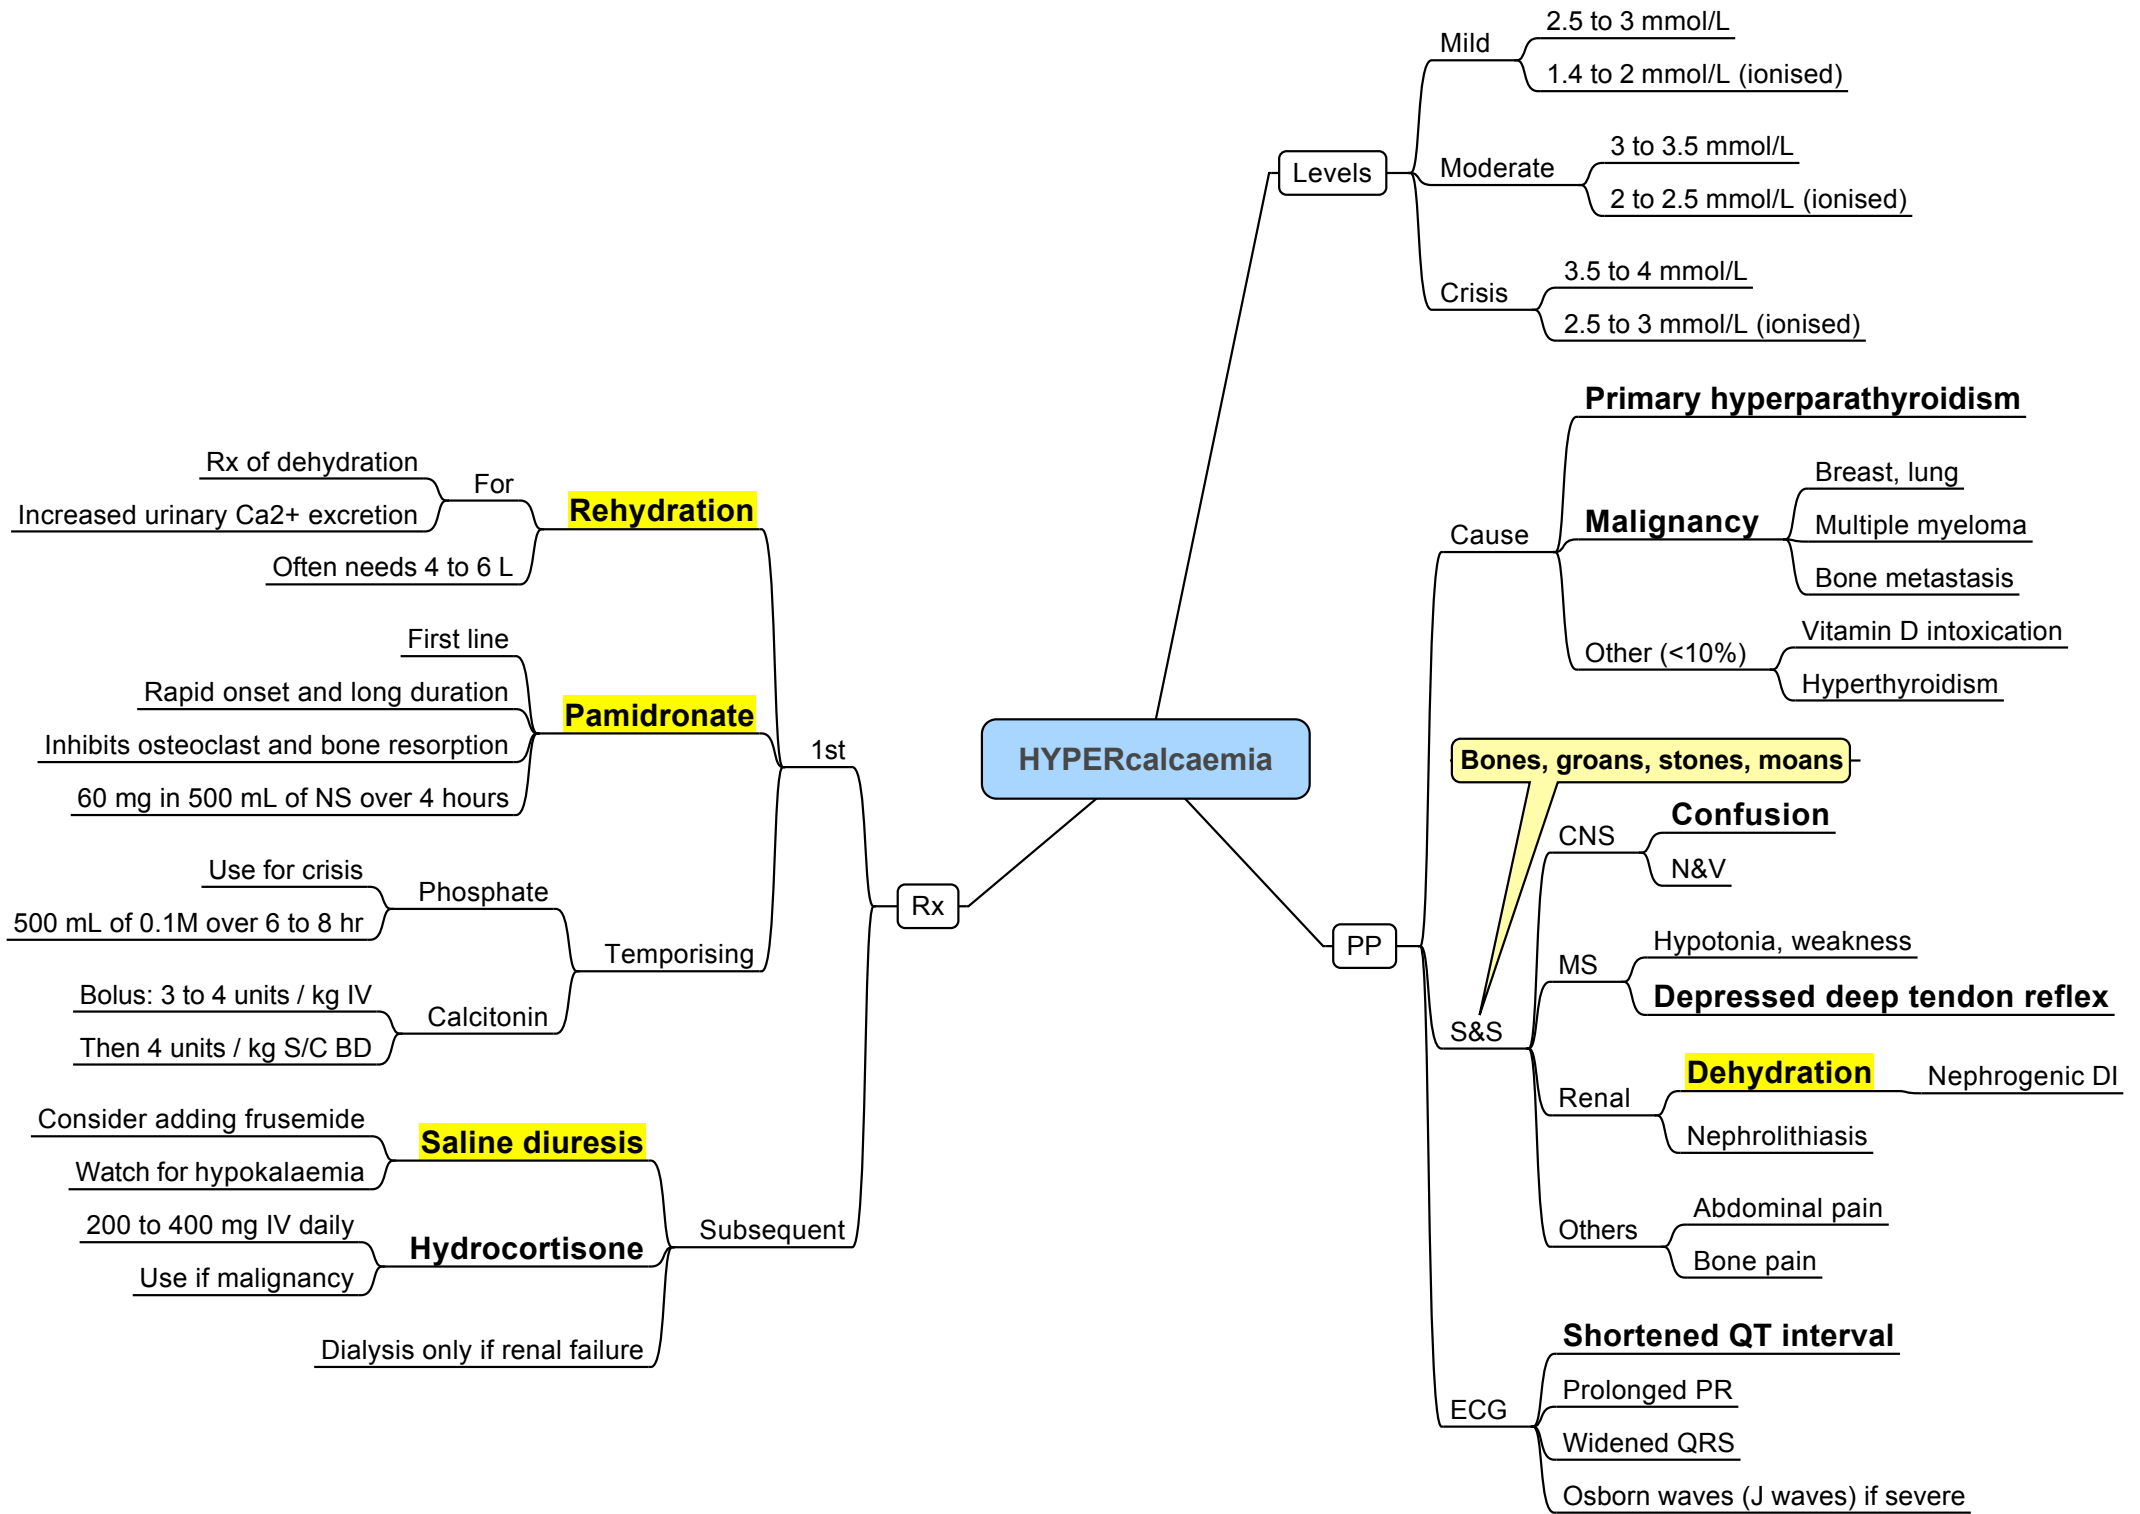 HYPERcalcaemia
Levels
Mild
2.5 to 3 mmol/L
1.4 to 2 mmol/L (ionised)
Moderate
3 to 3.5 mmol/L
2 to 2.5 mmol/L (ionised)
Crisis
3.5 to 4 mmol/L
2.5 to 3 mmol/L (ionised)
PP
Cause
Primary hyperparathyroidism
Malignancy
Breast, lung
Multiple myeloma
Bone metastasis
Other (<10%)
Vitamin D intoxication
Hyperthyroidism
Bones, groans, stones, moans
S&S
CNS
Confusion
N&V
MS
Hypotonia, weakness
Depressed deep tendon reflex
Renal
Dehydration
Nephrogenic DI
Nephrolithiasis
Others
Abdominal pain
Bone pain
ECG
Shortened QT interval
Prolonged PR
Widened QRS
Osborn waves (J waves) if severe
Rx
1st
Rehydration
For
Rx of dehydration
Increased urinary Ca2+ excretion
Often needs 4 to 6 L
Pamidronate
First line
Rapid onset and long duration
Inhibits osteoclast and bone resorption
60 mg in 500 mL of NS over 4 hours
Temporising
Phosphate
Use for crisis
500 mL of 0.1M over 6 to 8 hr
Calcitonin
Bolus: 3 to 4 units / kg IV
Then 4 units / kg S/C BD
Subsequent
Saline diuresis
Consider adding frusemide
Watch for hypokalaemia
Hydrocortisone
200 to 400 mg IV daily
Use if malignancy
Dialysis only if renal failure